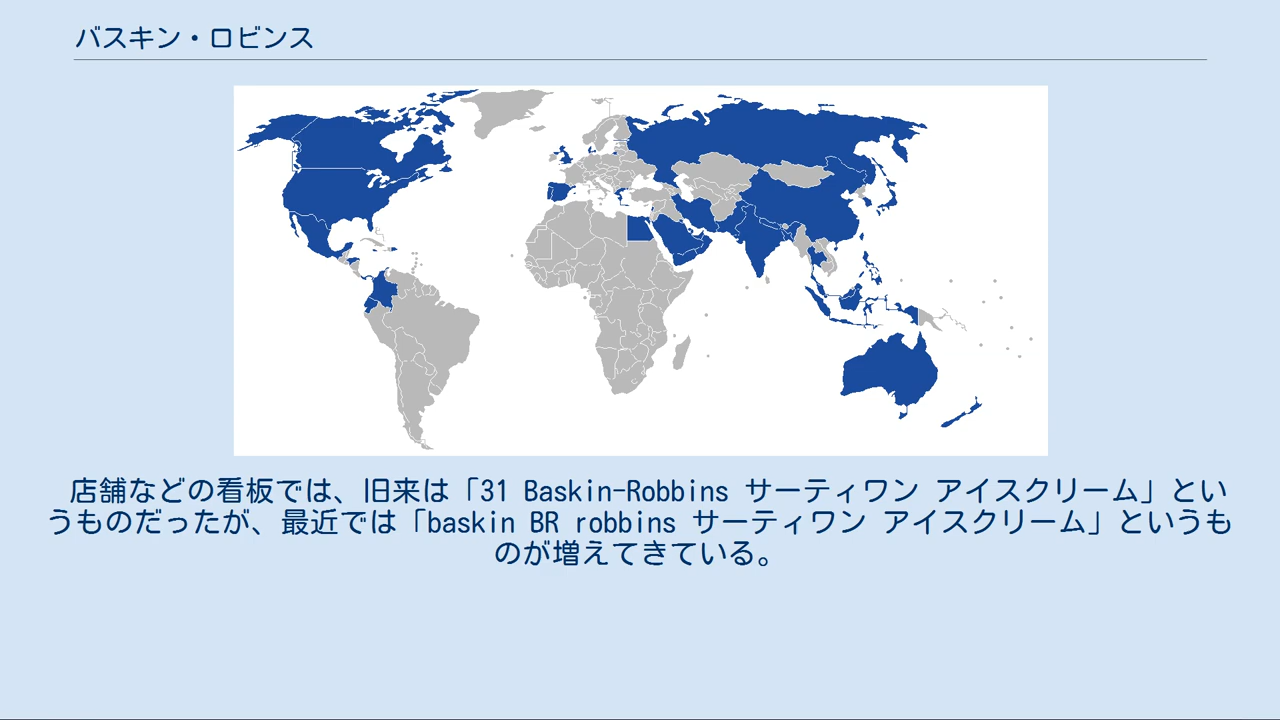 バスキン・ロビンス
店舗などの看板では、旧来は「31 Baskin-Robbins サーティワン アイスクリーム」とい
うものだったが、最近では「baskin BR robbins サーティワン アイスクリーム」というも
のが増えてきている。